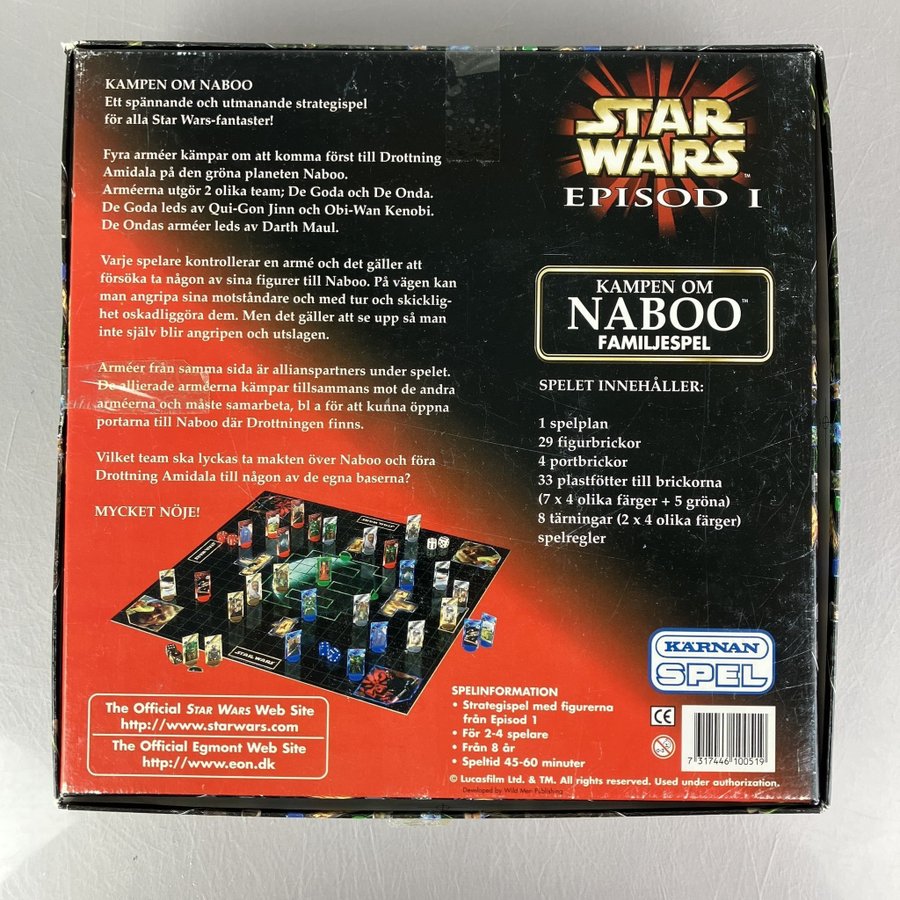 KAMPEN OM NABOO
Ett spännande och utmanande strategispel
för alla Star Wars-fantaster!
Fyra arméer kämpar om att komma först till Drottning
Amidala på den gröna planeten Naboo.
Arméerna utgör 2 olika team; De Goda och De Onda.
De Goda leds av Qui-Gon Jinn och Obi-Wan Kenobi.
De Ondas arméer leds av Darth Maul.
Varje spelare kontrollerar en armé och det gäller att
försöka ta någon av sina figurer till Naboo. På vägen kan
man angripa sina motståndare och med tur och skicklig-
het oskadliggöra dem. Men det gäller att se upp så man
inte själv blir angripen och utslagen.
Arméer från samma sida är allianspartners under spelet.
De allierade arméerna kämpar tillsammans mot de andra
arméerna och måste samarbeta, bl a för att kunna öppna
portarna till Naboo där Drottningen finns.
Vilket team ska lyckas ta makten över Naboo och föra
Drottning Amidala till någon av de egna baserna?
MYCKET NÖJE!
STAR WARS
STAR WARS
STAR WARS
The Official STAR WARS Web Site
http://www.starwars.com
The Official Egmont Web Site
http://www.eon.dk
STAR
WARS™
EPISOD I
KAMPEN OM
NABOO™
FAMILJESPEL
SPELET INNEHÅLLER:
1 spelplan
29 figurbrickor
4 portbrickor
33 plastfötter till brickorna
(7 x 4 olika färger + 5 gröna)
8 tärningar (2 x 4 olika färger)
spelregler
KÄRNAN
SPEL
SPELINFORMATION
• Strategispel med figurerna
från Episod 1
• För 2-4 spelare
• Från 8 år
• Speltid 45-60 minuter
CE
0-3
7 317446 100519
© Lucasfilm Ltd. & TM. All rights reserved. Used under authorization.
Developed by Wild Men Publishing